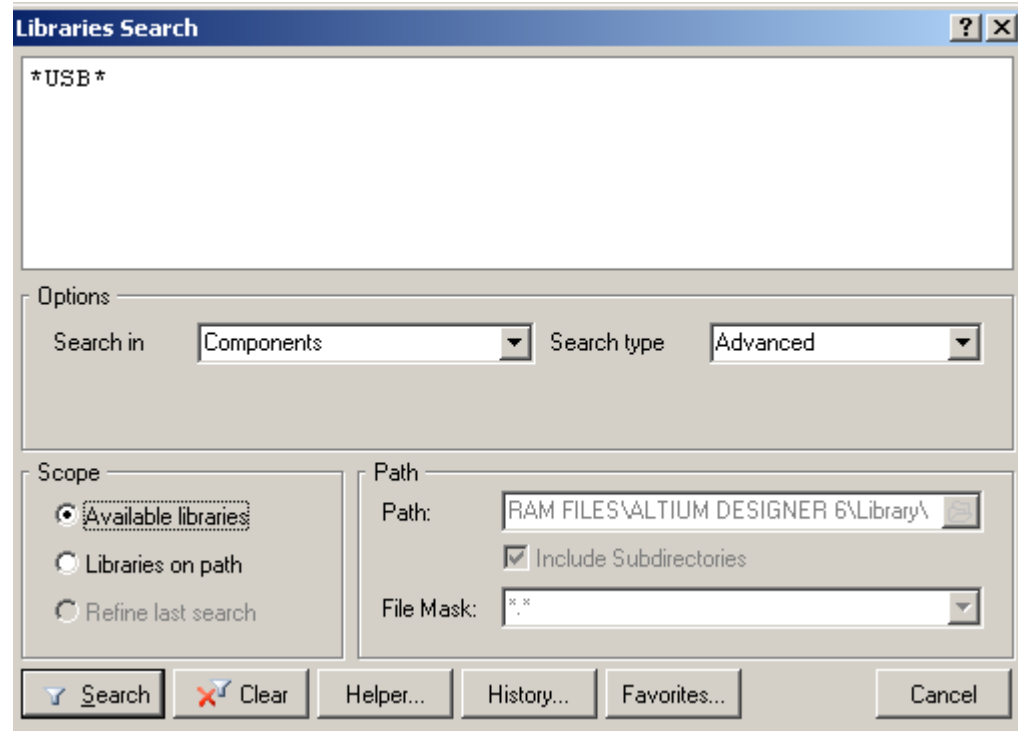 Libraries Search
*USB*
Options
Search in Components Search type Advanced
Scope
Available libraries
Libraries on path
Refine last search
Path
Path: RAM FILES\ALTIUM DESIGNER 6\Library\
Include Subdirectories
File Mask: *.*
Search Clear Helper... History... Favorites... Cancel